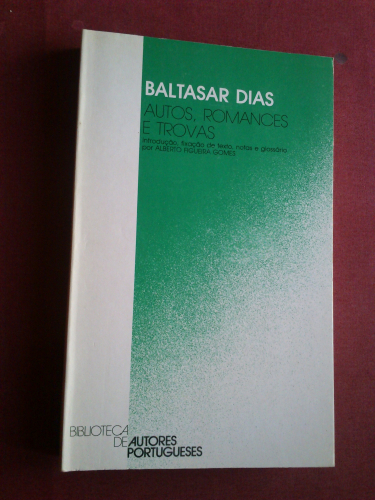 BALTASAR DIAS
AUTOS, ROMANCES
E TROVAS
introdução, fixação de texto, notas e glossário
por ALBERTO FIGUEIRA GOMES
BIBLIOTECA
DE AUTORES
PORTUGUESES